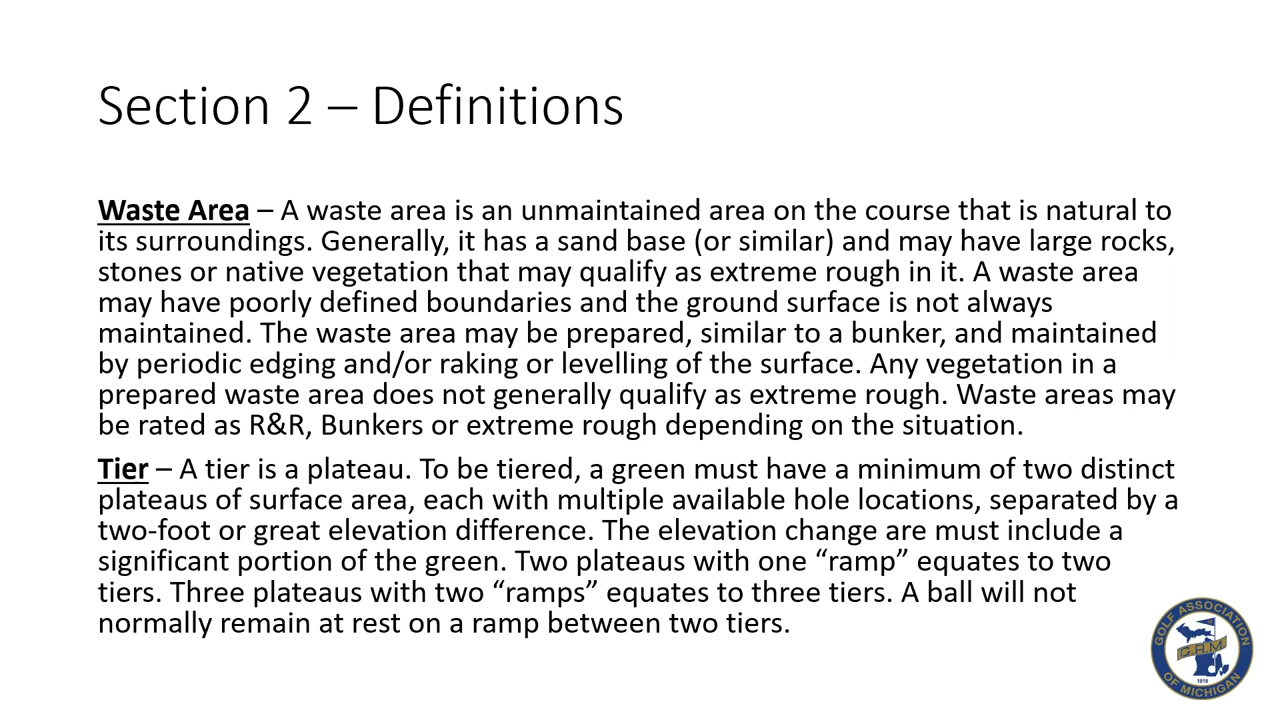 Section 2 – Definitions
Waste Area – A waste area is an unmaintained area on the course that is natural to
its surroundings. Generally, it has a sand base (or similar) and may have large rocks,
stones or native vegetation that may qualify as extreme rough in it. A waste area
may have poorly defined boundaries and the ground surface is not always
maintained. The waste area may be prepared, similar to a bunker, and maintained
by periodic edging and/or raking or levelling of the surface. Any vegetation in a
prepared waste area does not generally qualify as extreme rough. Waste areas may
be rated as R&R, Bunkers or extreme rough depending on the situation.
Tier – A tier is a plateau. To be tiered, a green must have a minimum of two distinct
plateaus of surface area, each with multiple available hole locations, separated by a
two-foot or great elevation difference. The elevation change are must include a
significant portion of the green. Two plateaus with one “ramp” equates to two
tiers. Three plateaus with two “ramps” equates to three tiers. A ball will not
normally remain at rest on a ramp between two tiers.
GOLF ASSOCIATION
G.A.M
1919
OF MICHIGAN